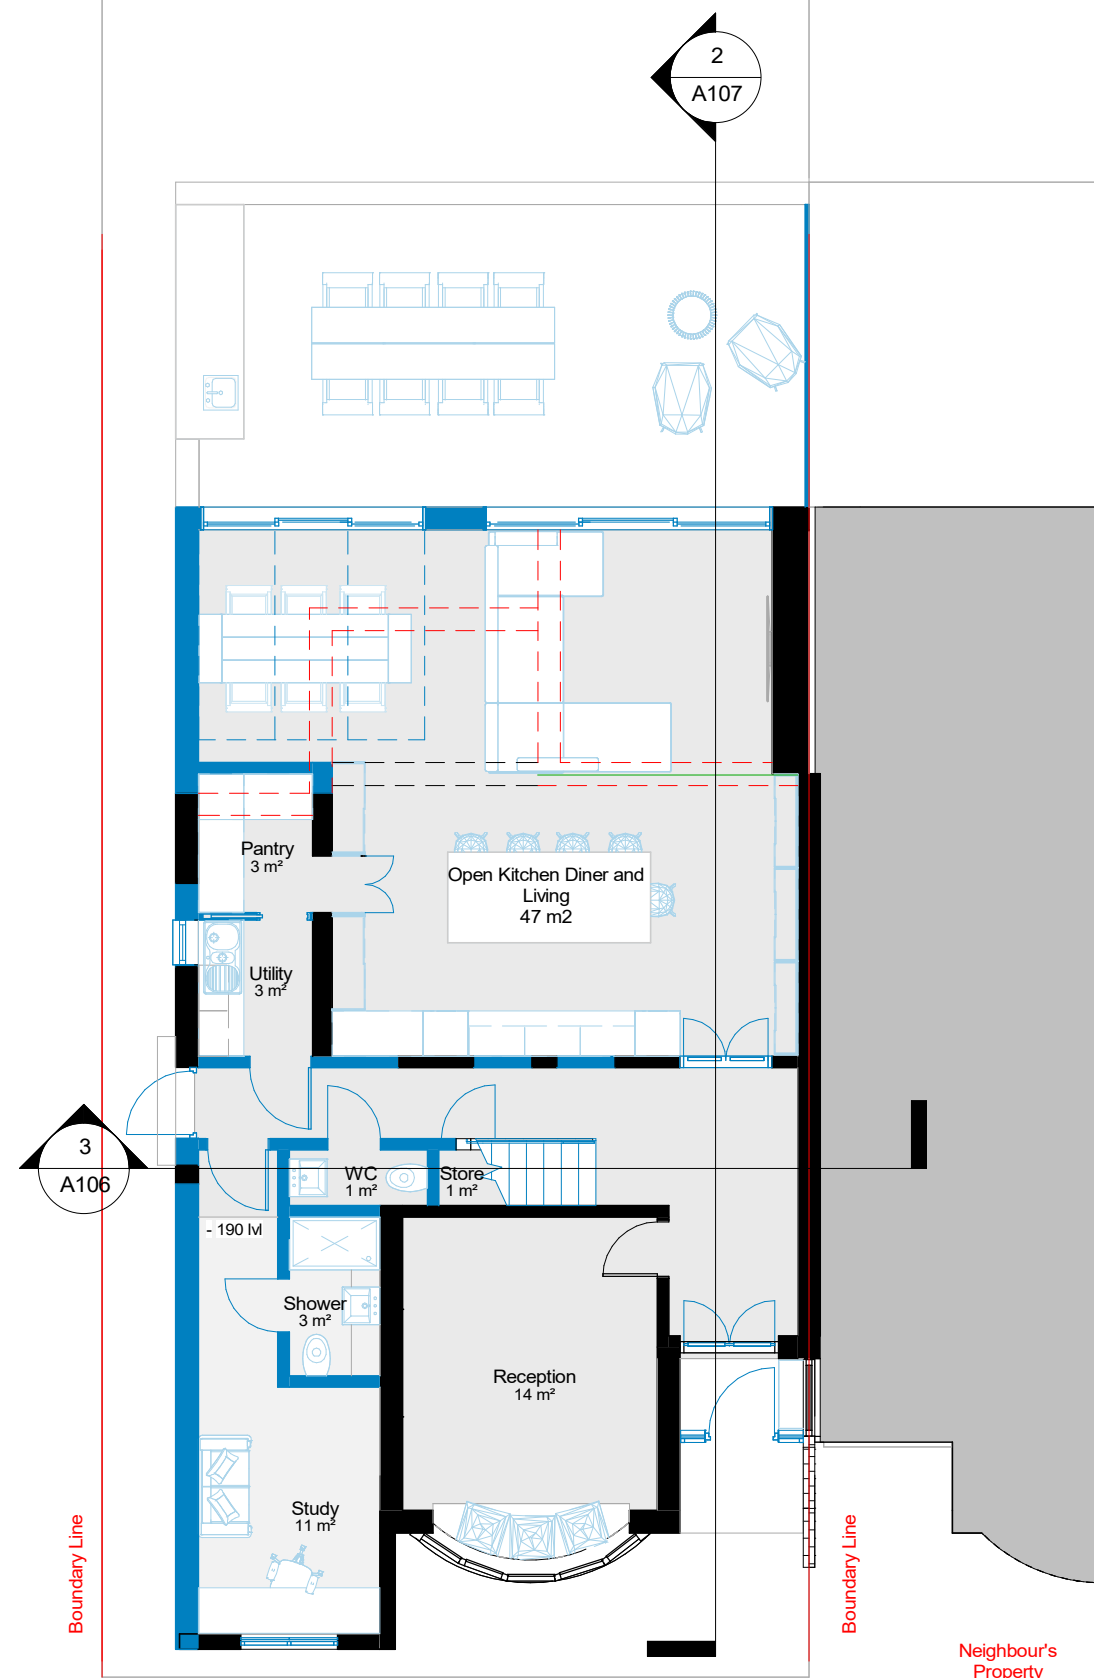 2
A107
Pantry
3 m²
Open Kitchen Diner and
Living
47 m2
Utility
3 m²
3
A106
WC
1 m²
Store
1 m²
- 190 lvl
Shower
3 m²
Reception
14 m²
Study
11 m²
Boundary Line
Boundary Line
Neighbour's
Property